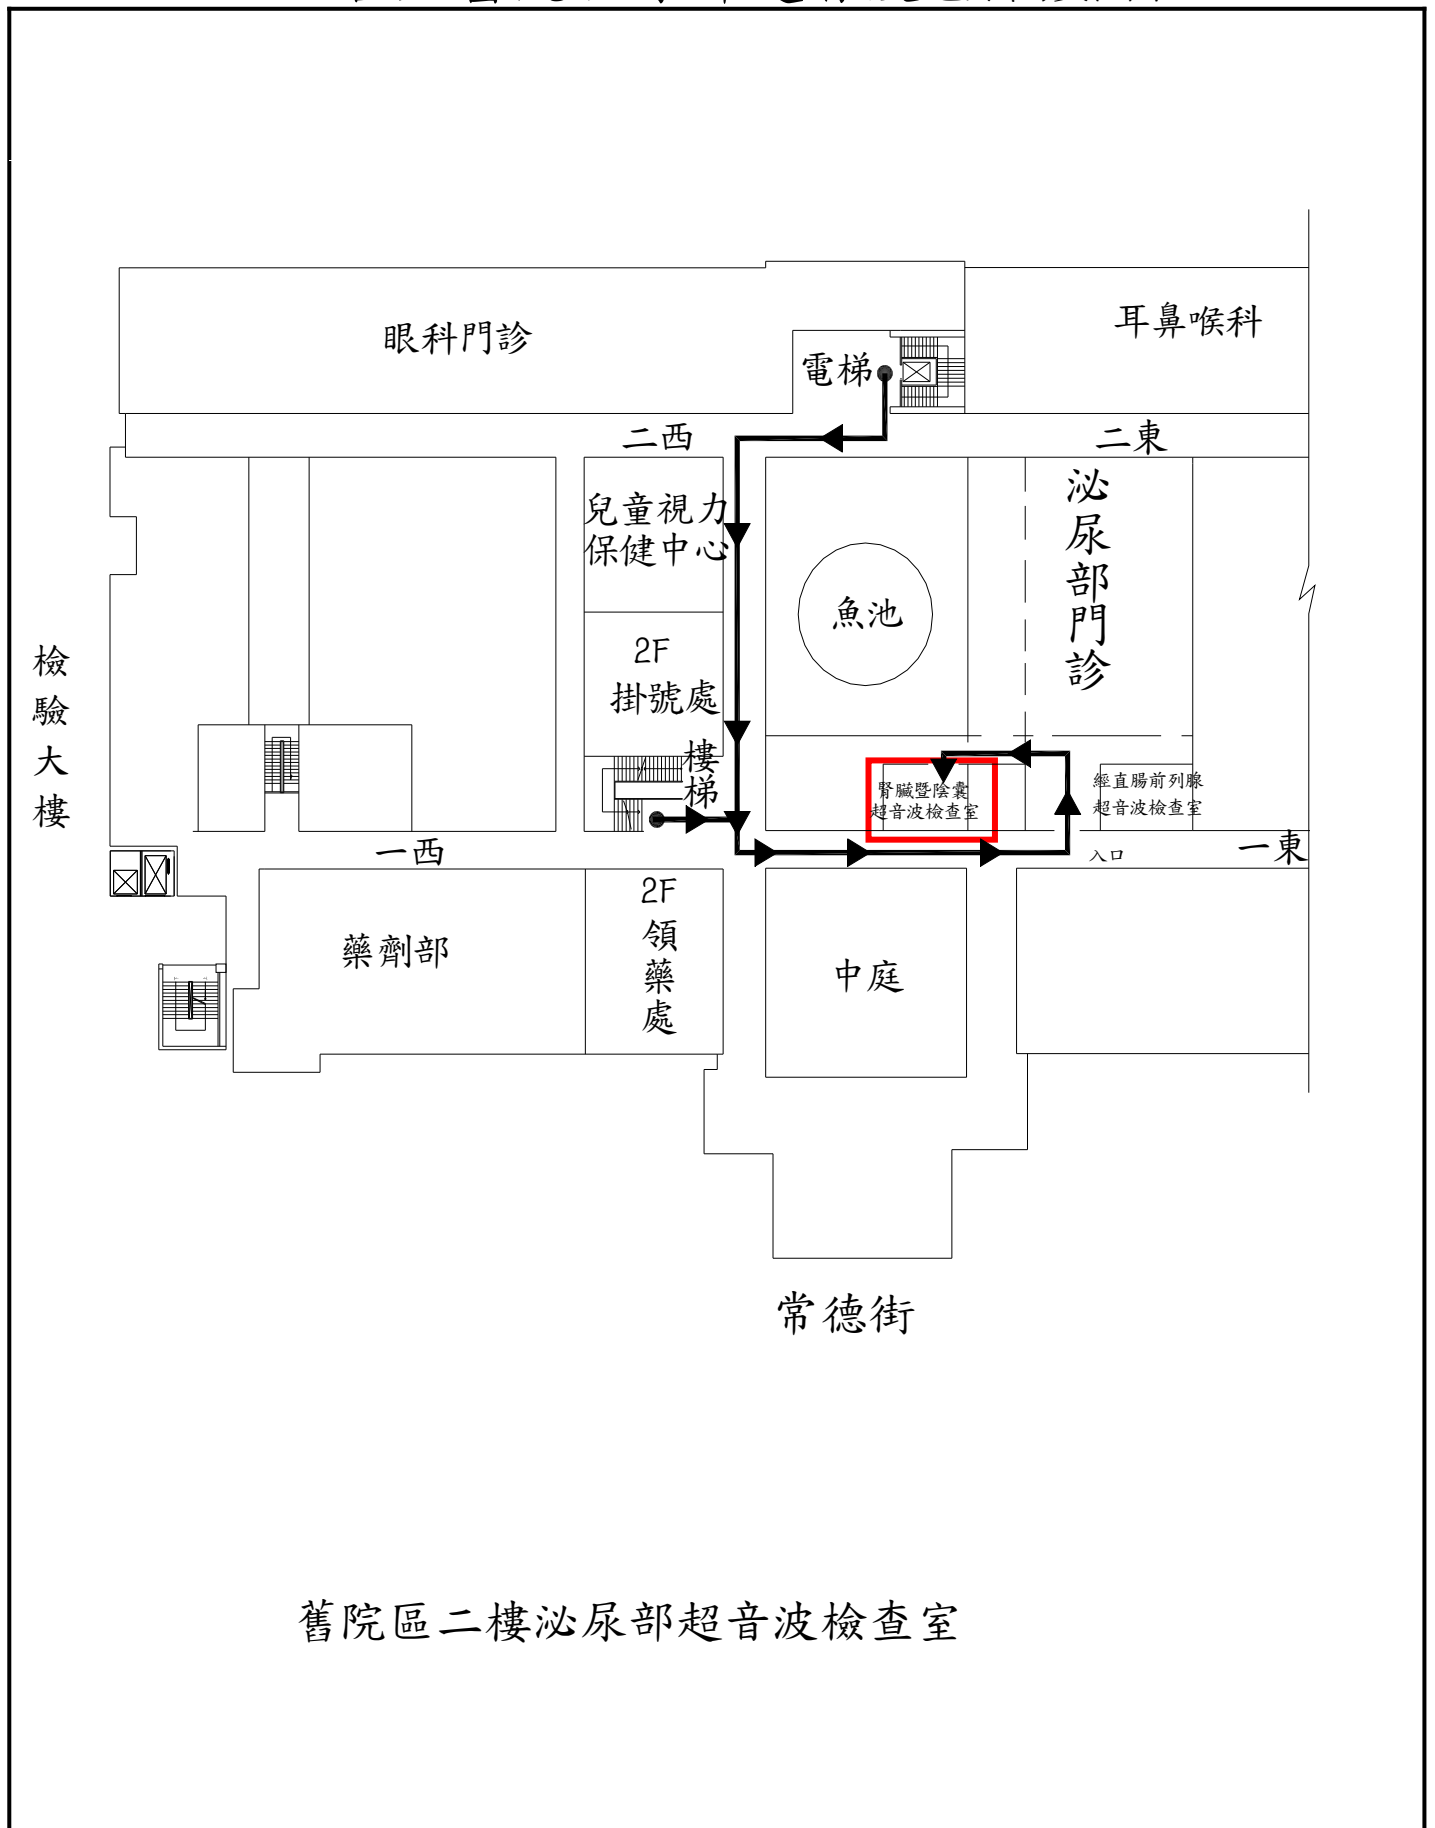 眼科門診
耳鼻喉科
電梯
二西
二東
兒童視力
保健中心
泌尿部門診
魚池
2F
掛號處
檢驗大樓
樓梯
腎臟暨陰囊
超音波檢查室
經直腸前列腺
超音波檢查室
一西
入口
一東
藥劑部
2F
領藥處
中庭
常德街
舊院區二樓泌尿部超音波檢查室